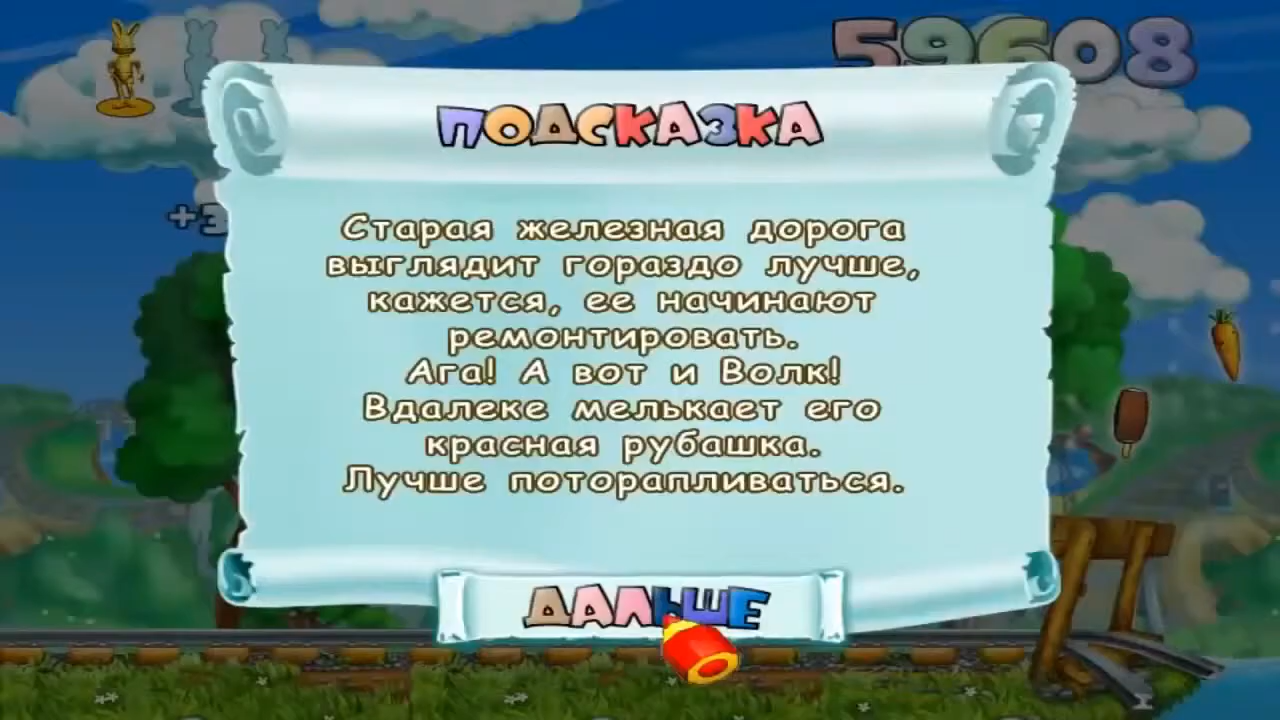 59608
ПОДСКАЗКА
+3
Старая железная дорога
выглядит гораздо лучше,
кажется, ее начинают
ремонтировать.
Ага! А вот и Волк!
Вдалеке мелькает его
красная рубашка.
Лучше поторапливаться.
ДАЛЬШЕ